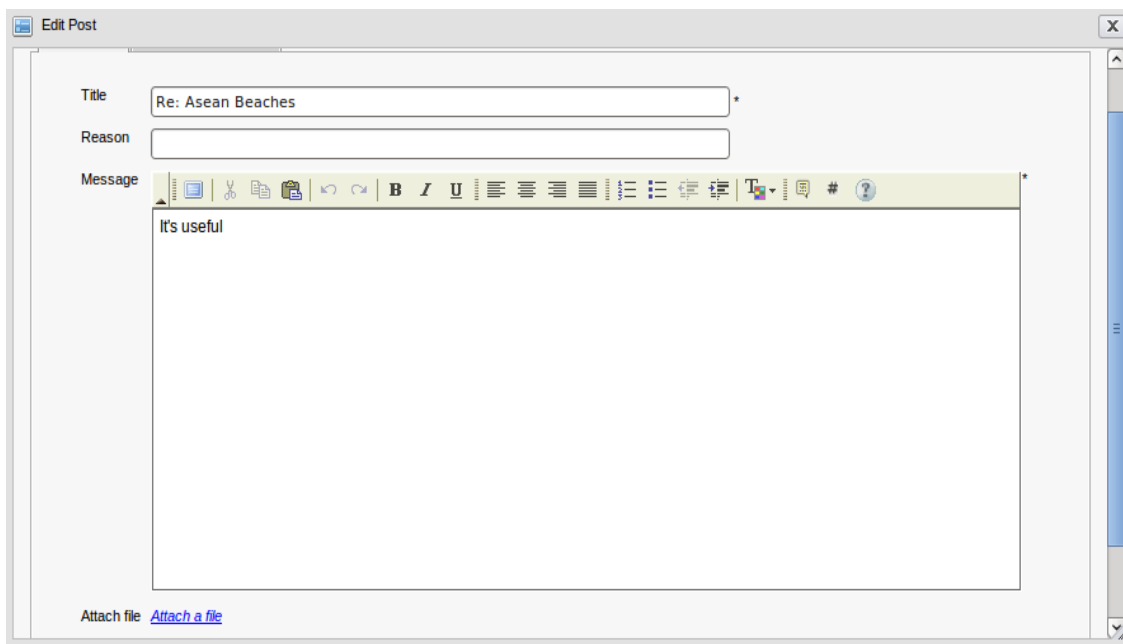 Edit Post
X
Title Re: Asean Beaches *
Reason
Message *
B I U T # ?
It's useful
Attach file Attach a file